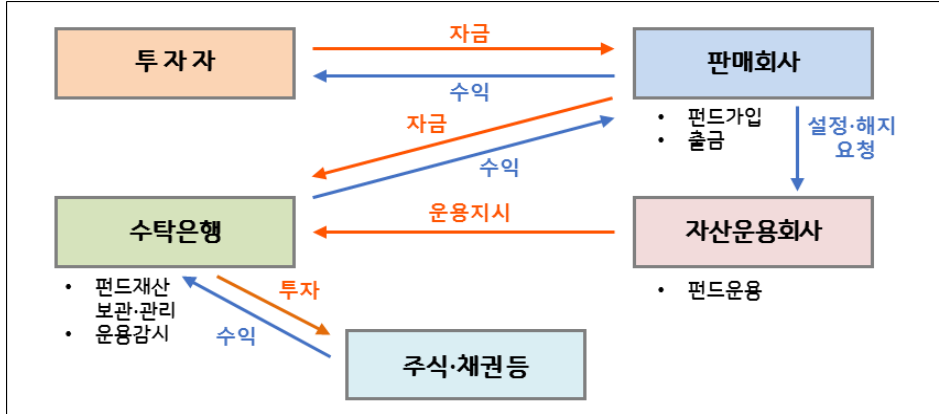 투 자 자
자금
수익
판매회사
• 펀드가입
• 출금
설정·해지
요청
자금
수익
수탁은행
• 펀드재산
보관·관리
• 운용감시
운용지시
자산운용회사
• 펀드운용
투자
수익
주식·채권 등